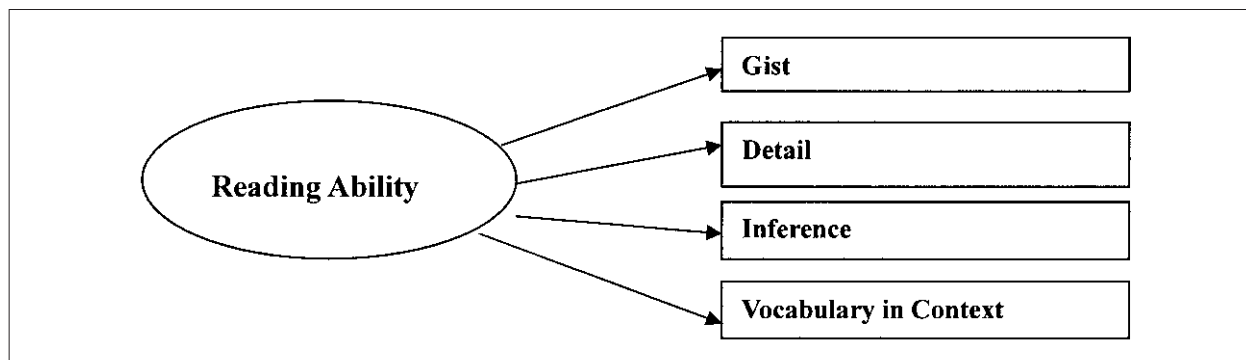 Reading Ability
Gist
Detail
Inference
Vocabulary in Context